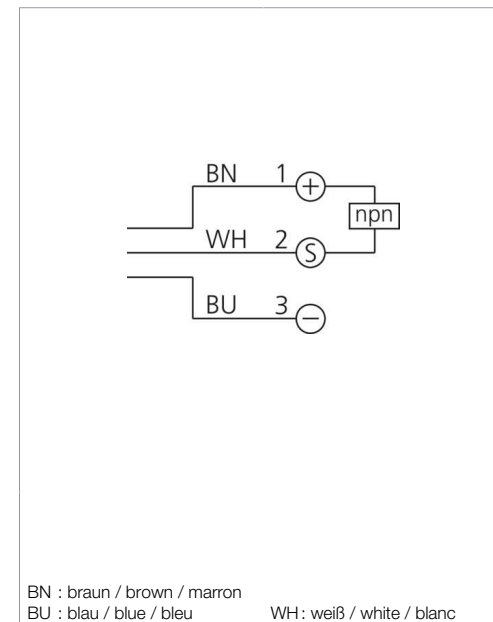 BN 1 +
npn
WH 2 S
BU 3 −
BN : braun / brown / marron
BU : blau / blue / bleu WH : weiß / white / blanc